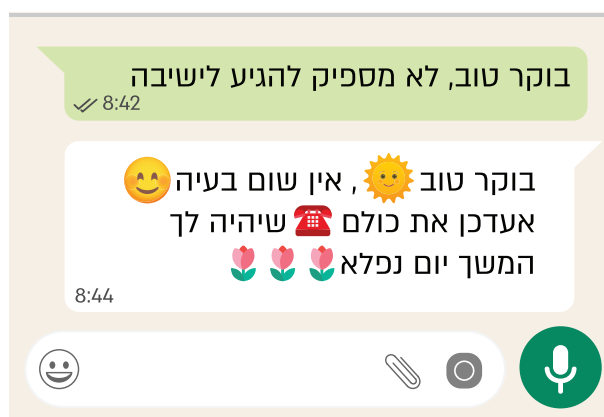 בוקר טוב, לא מספיק להגיע לישיבה
8:42
בוקר טוב🌞, אין שום בעיה😊
אעדכן את כולם☎️שיהיה לך
המשך יום נפלא🌷🌷🌷
8:44